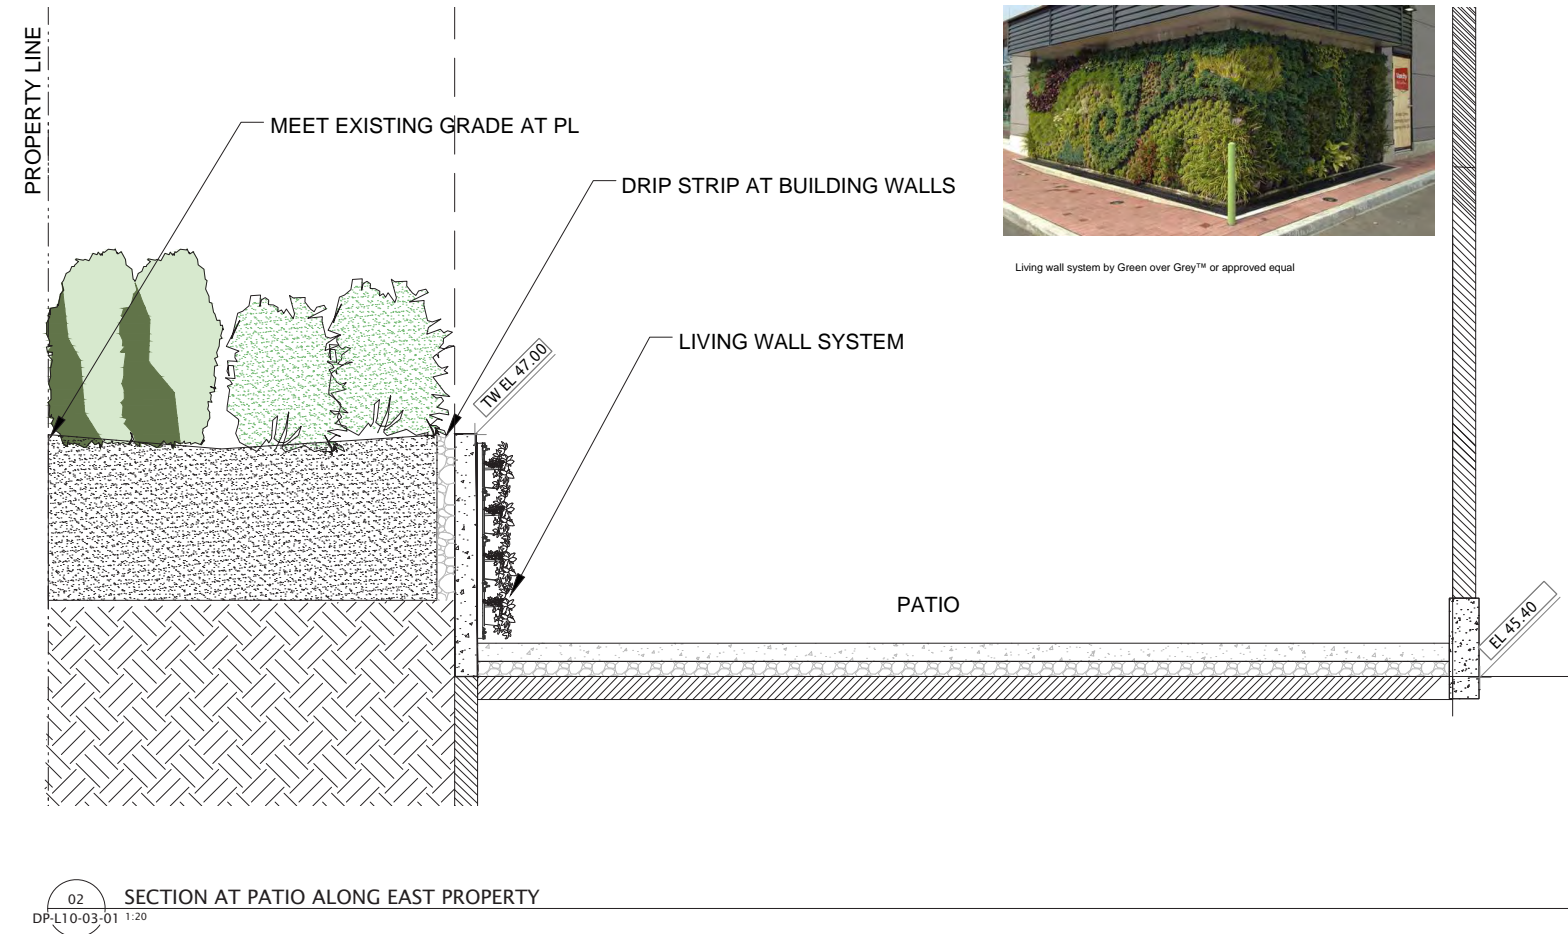 PROPERTY LINE
MEET EXISTING GRADE AT PL
DRIP STRIP AT BUILDING WALLS
Living wall system by Green over Grey™ or approved equal
LIVING WALL SYSTEM
TW EL 47.00
PATIO
EL 45.40
02
SECTION AT PATIO ALONG EAST PROPERTY
DP-L10-03-01
1:20